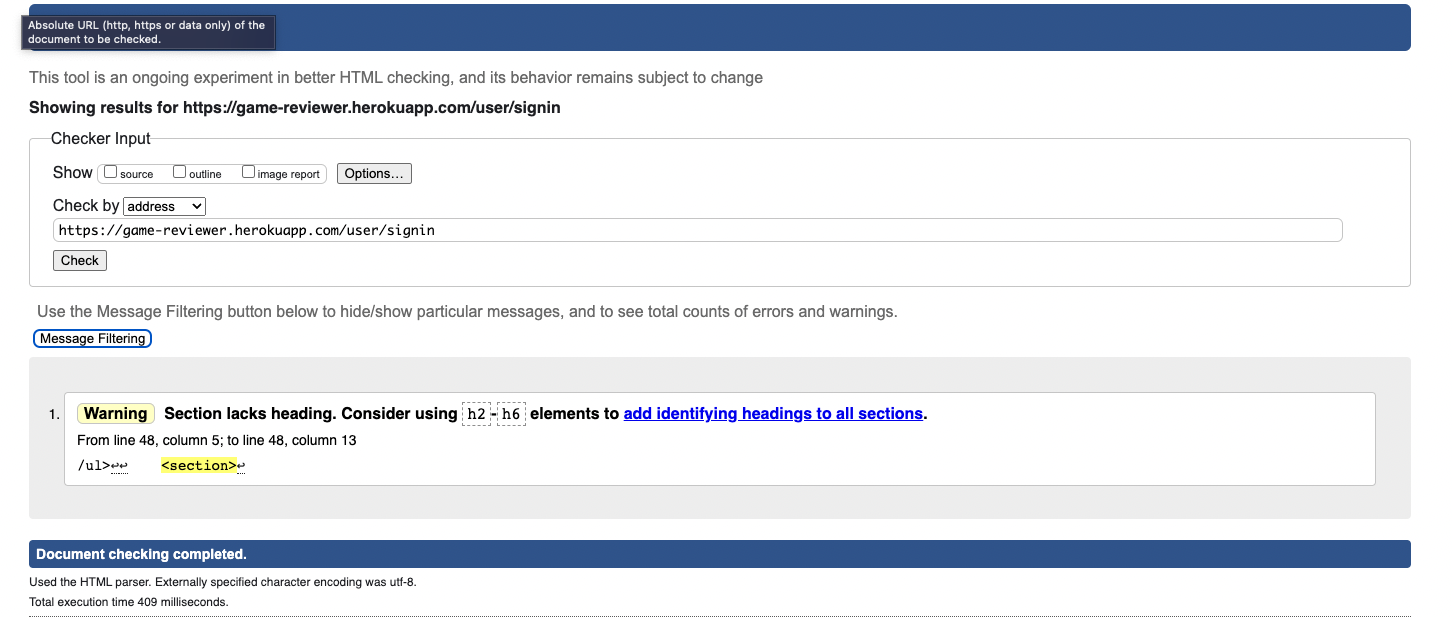 Absolute URL (http, https or data only) of the
document to be checked.
This tool is an ongoing experiment in better HTML checking, and its behavior remains subject to change
Showing results for https://game-reviewer.herokuapp.com/user/signin
Checker Input
Show source outline image report Options...
Check by address
https://game-reviewer.herokuapp.com/user/signin
Check
Use the Message Filtering button below to hide/show particular messages, and to see total counts of errors and warnings.
Message Filtering
1. Warning Section lacks heading. Consider using h2-h6 elements to add identifying headings to all sections.
From line 48, column 5; to line 48, column 13
/ul>↩↩ <section>↩
Document checking completed.
Used the HTML parser. Externally specified character encoding was utf-8.
Total execution time 409 milliseconds.